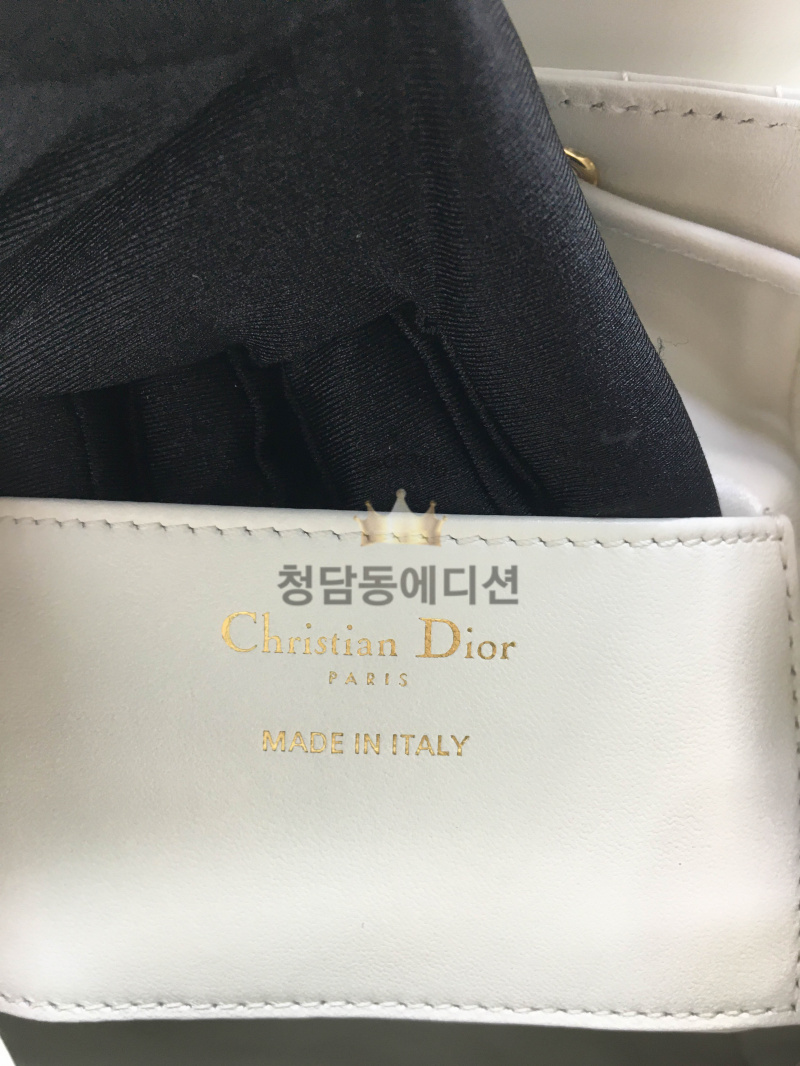 청담동에디션
Christian Dior
PARIS
MADE IN ITALY